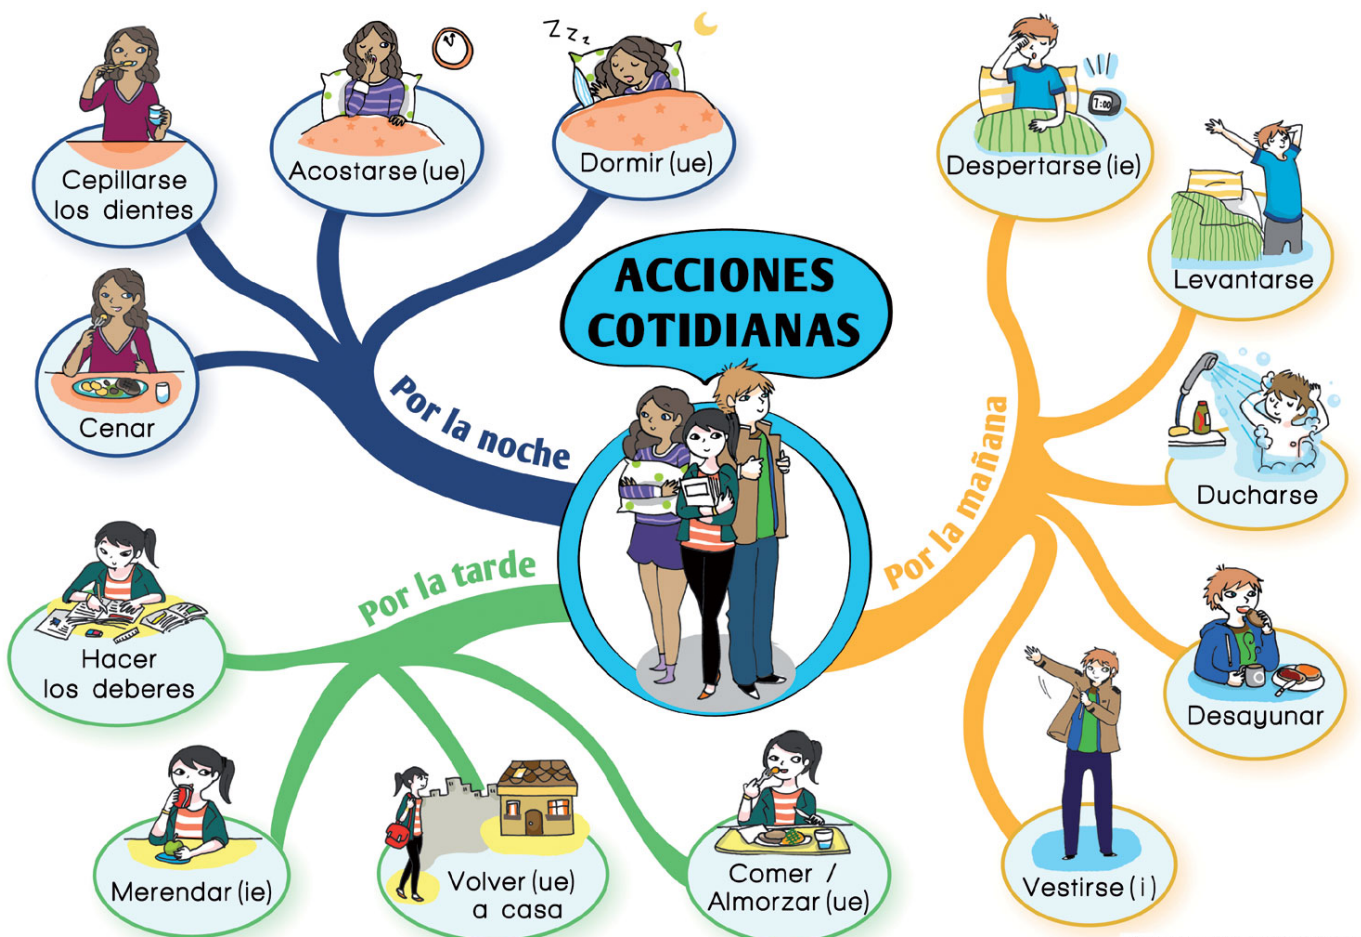 ACCIONES
COTIDIANAS
Por la mañana
Despertarse (ie)
7:00
Levantarse
Ducharse
Desayunar
Vestirse (i)
Por la tarde
Comer /
Almorzar (ue)
Volver (ue)
a casa
Merendar (ie)
Hacer
los deberes
Por la noche
Cenar
Cepillarse
los dientes
Acostarse (ue)
Dormir (ue)
Z z z z